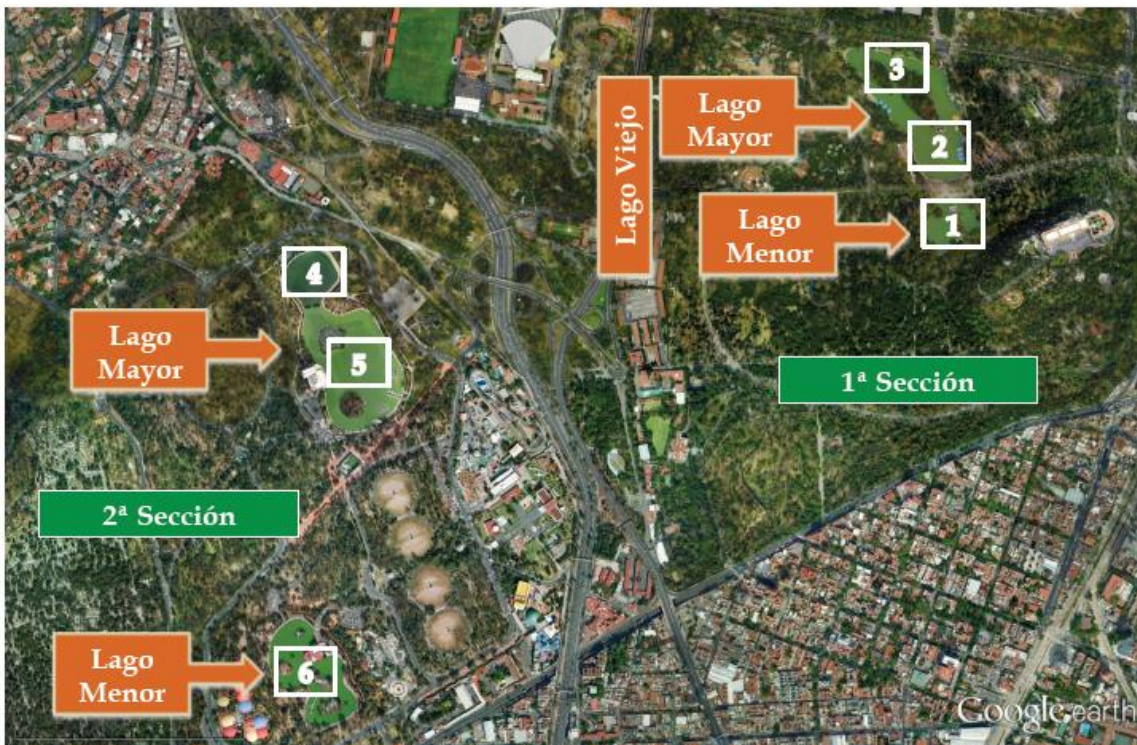 3
Lago
Mayor
2
Lago Viejo
Lago
Menor
1
4
Lago
Mayor
5
1ª Sección
2ª Sección
Lago
Menor
6
Google earth